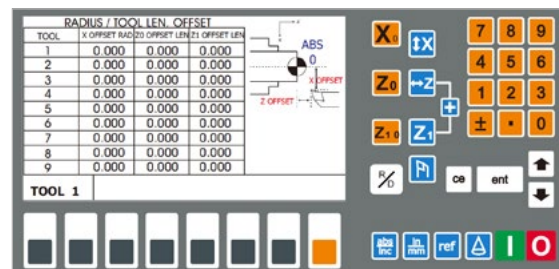 RADIUS / TOOL LEN. OFFSET
TOOL X OFFSET RAD Z0 OFFSET LEN Z1 OFFSET LEN
1 0.000 0.000 0.000
2 0.000 0.000 0.000
3 0.000 0.000 0.000
4 0.000 0.000 0.000
5 0.000 0.000 0.000
6 0.000 0.000 0.000
7 0.000 0.000 0.000
8 0.000 0.000 0.000
9 0.000 0.000 0.000
TOOL 1
ABS
0
X OFFSET
Z OFFSET
X0 ↕X
Z0 ↔Z
+
Z10 Z1
R/D
7 8 9
4 5 6
1 2 3
± . 0
ce ent
abs/inc in/mm ref I O